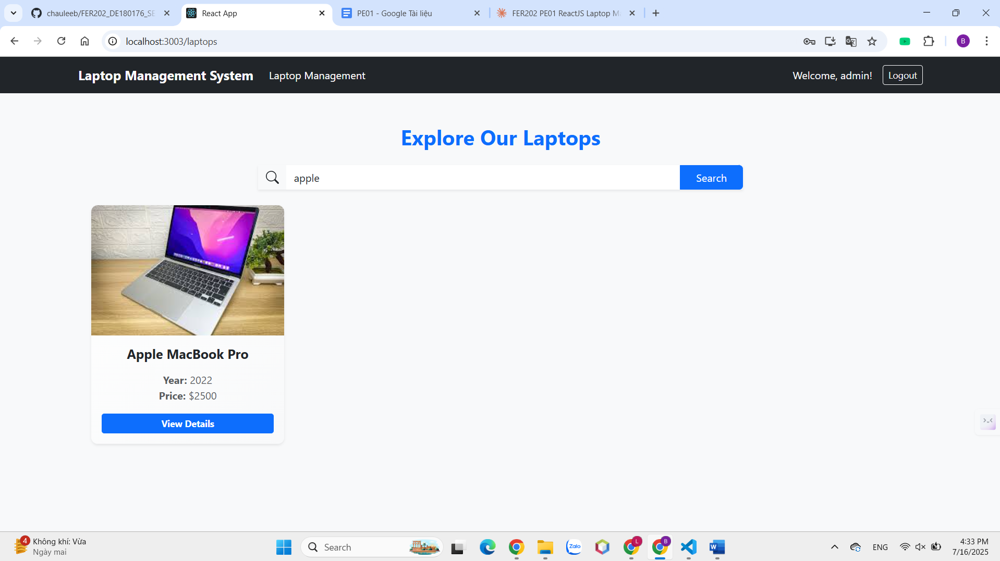 chauleeb/FER202_DE180176_SE
React App
PE01 - Google Tài liệu
FER202 PE01 ReactJS Laptop M
localhost:3003/laptops
B
Laptop Management System
Laptop Management
Welcome, admin!
Logout
Explore Our Laptops
apple
Search
Apple MacBook Pro
Year: 2022
Price: $2500
View Details
4
Không khí: Vừa
Ngày mai
Search
Zalo
L
B
W
ENG
4:33 PM
7/16/2025